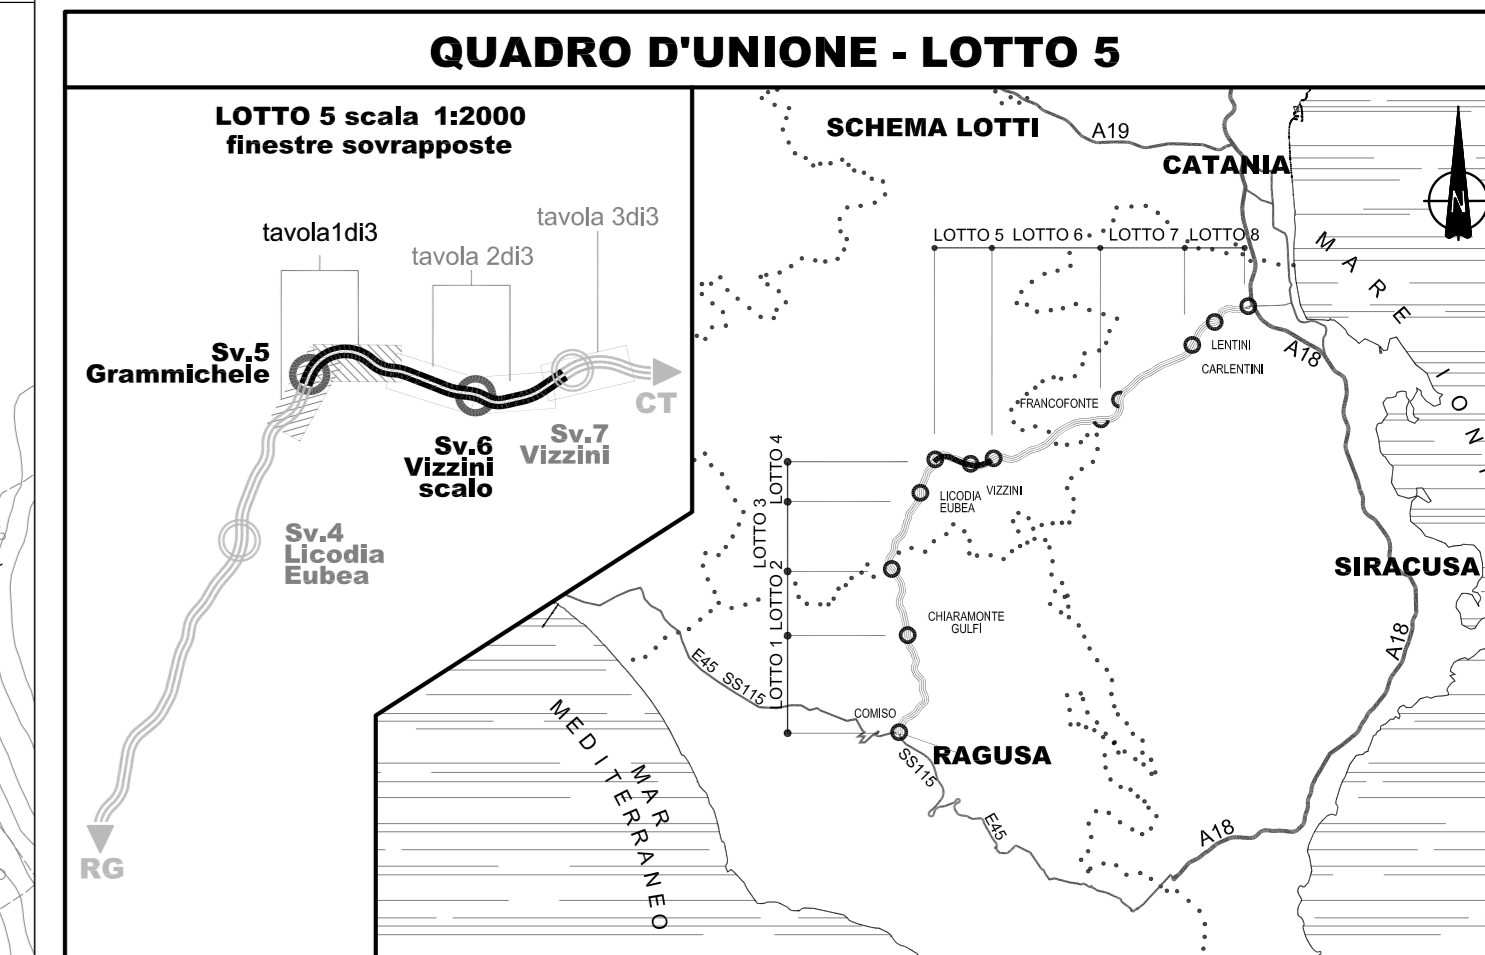 QUADRO D'UNIONE - LOTTO 5
LOTTO 5 scala 1:2000
finestre sovrapposte
tavola1di3
tavola 2di3
tavola 3di3
Sv.5
Grammichele
Sv.6
Vizzini
scalo
Sv.7
Vizzini
CT
Sv.4
Licodia
Eubea
RG
SCHEMA LOTTI
A19
CATANIA
N
LOTTO 5
LOTTO 6
LOTTO 7
LOTTO 8
MARE
IONI
LENTINI
CARLENTINI
A18
FRANCOFONTE
LOTTO 4
LOTTO 3
LOTTO 2
LOTTO 1
LICODIA
EUBEA
VIZZINI
SIRACUSA
CHIARAMONTE
GULFI
A18
E45 SS115
COMISO
RAGUSA
SS115
E45
A18
MAR
MEDITERRANEO